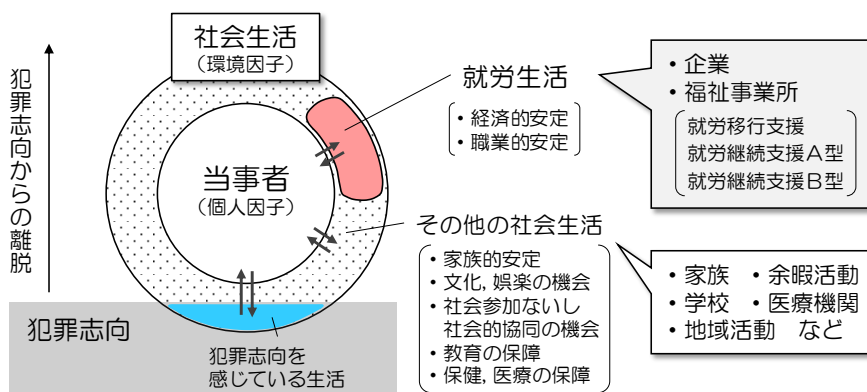 社会生活
（環境因子）
犯罪志向からの離脱
当事者
（個人因子）
就労生活
・経済的安定
・職業的安定
・企業
・福祉事業所
就労移行支援
就労継続支援Ａ型
就労継続支援Ｂ型
その他の社会生活
・家族的安定
・文化, 娯楽の機会
・社会参加ないし
社会的協同の機会
・教育の保障
・保健, 医療の保障
・家族　・余暇活動
・学校　・医療機関
・地域活動　など
犯罪志向
犯罪志向を
感じている生活